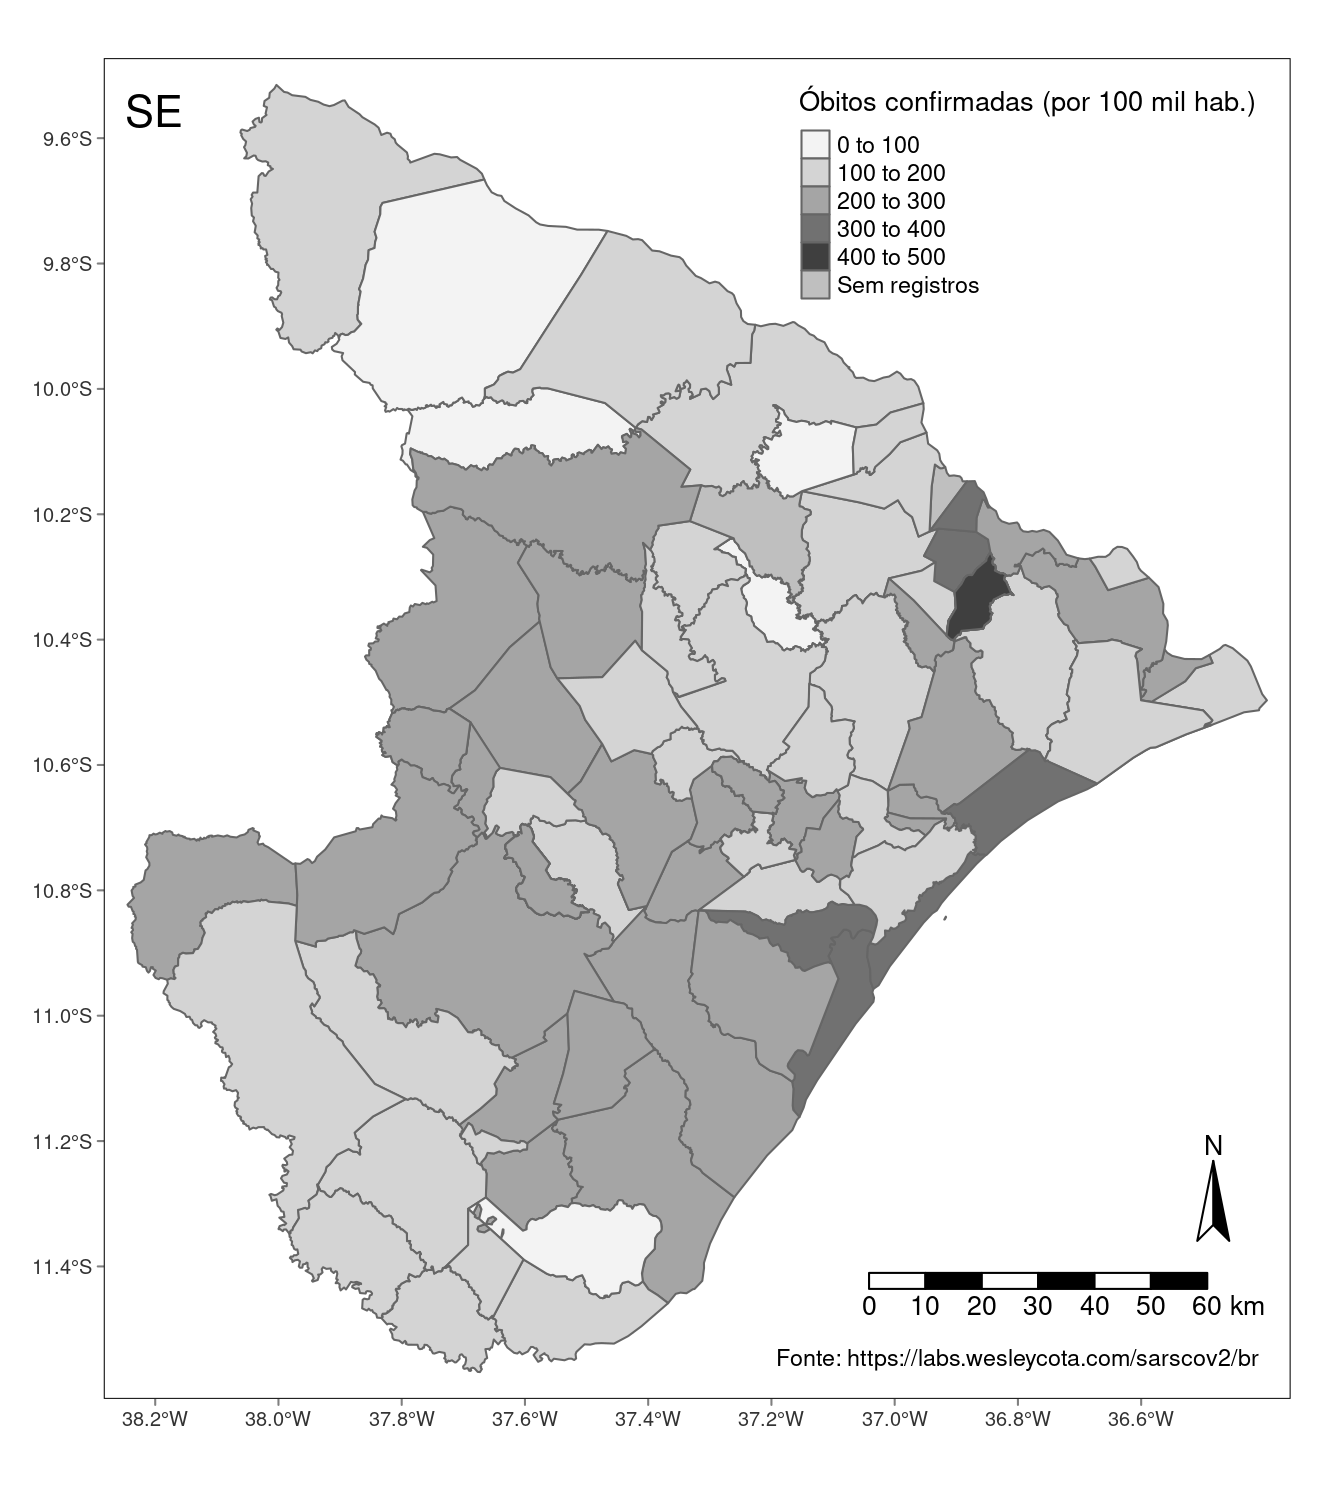 SE
Óbitos confirmadas (por 100 mil hab.)
0 to 100
100 to 200
200 to 300
300 to 400
400 to 500
Sem registros
9.6°S
9.8°S
10.0°S
10.2°S
10.4°S
10.6°S
10.8°S
11.0°S
11.2°S
11.4°S
N
0 10 20 30 40 50 60 km
Fonte: https://labs.wesleycota.com/sarscov2/br
38.2°W 38.0°W 37.8°W 37.6°W 37.4°W 37.2°W 37.0°W 36.8°W 36.6°W